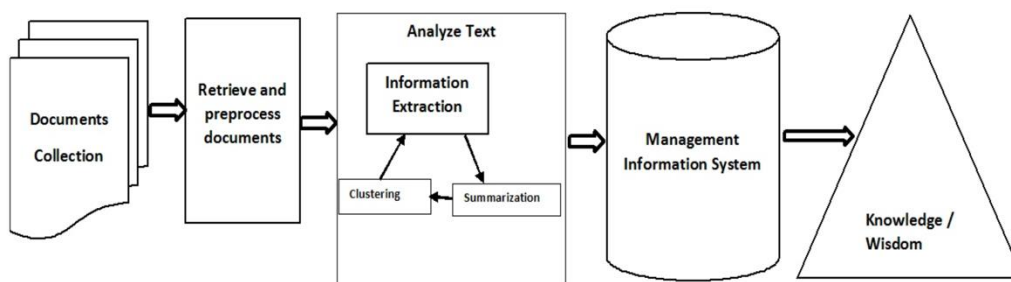 Documents
Collection
Retrieve and
preprocess
documents
Analyze Text
Information
Extraction
Clustering
Summarization
Management
Information System
Knowledge /
Wisdom